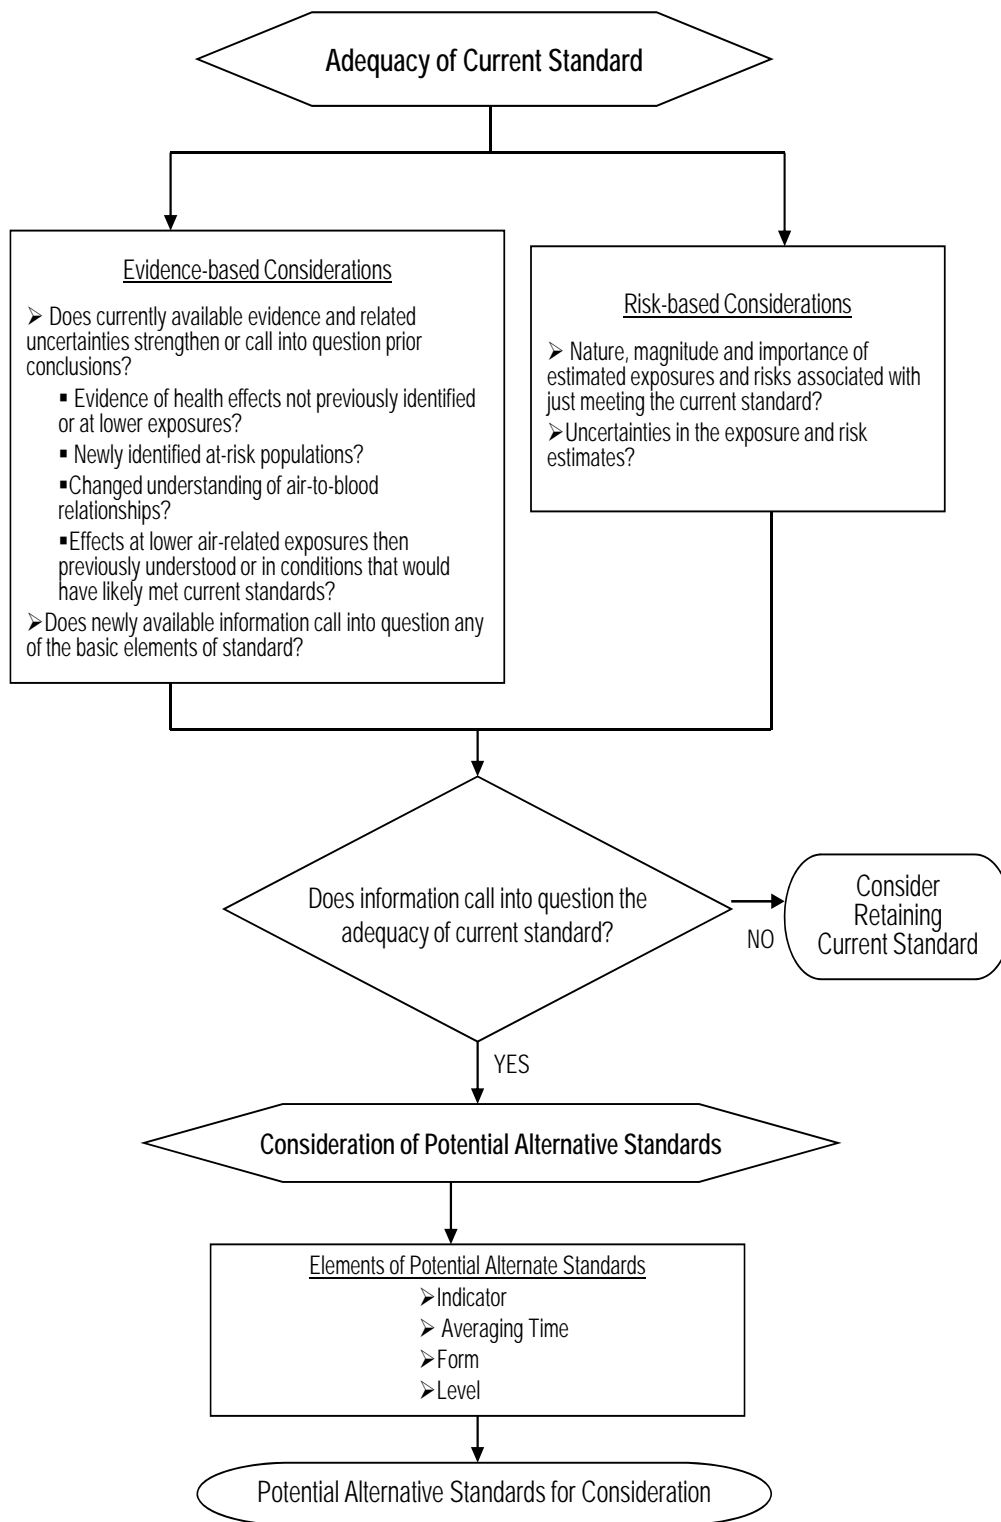 Adequacy of Current Standard
Evidence-based Considerations
➤ Does currently available evidence and related
uncertainties strengthen or call into question prior
conclusions?
▪ Evidence of health effects not previously identified
or at lower exposures?
▪ Newly identified at-risk populations?
▪Changed understanding of air-to-blood
relationships?
▪Effects at lower air-related exposures then
previously understood or in conditions that would
have likely met current standards?
➤Does newly available information call into question any
of the basic elements of standard?
Risk-based Considerations
➤ Nature, magnitude and importance of
estimated exposures and risks associated with
just meeting the current standard?
➤Uncertainties in the exposure and risk
estimates?
Does information call into question the
adequacy of current standard?
NO
Consider
Retaining
Current Standard
YES
Consideration of Potential Alternative Standards
Elements of Potential Alternate Standards
➤Indicator
➤ Averaging Time
➤Form
➤Level
Potential Alternative Standards for Consideration